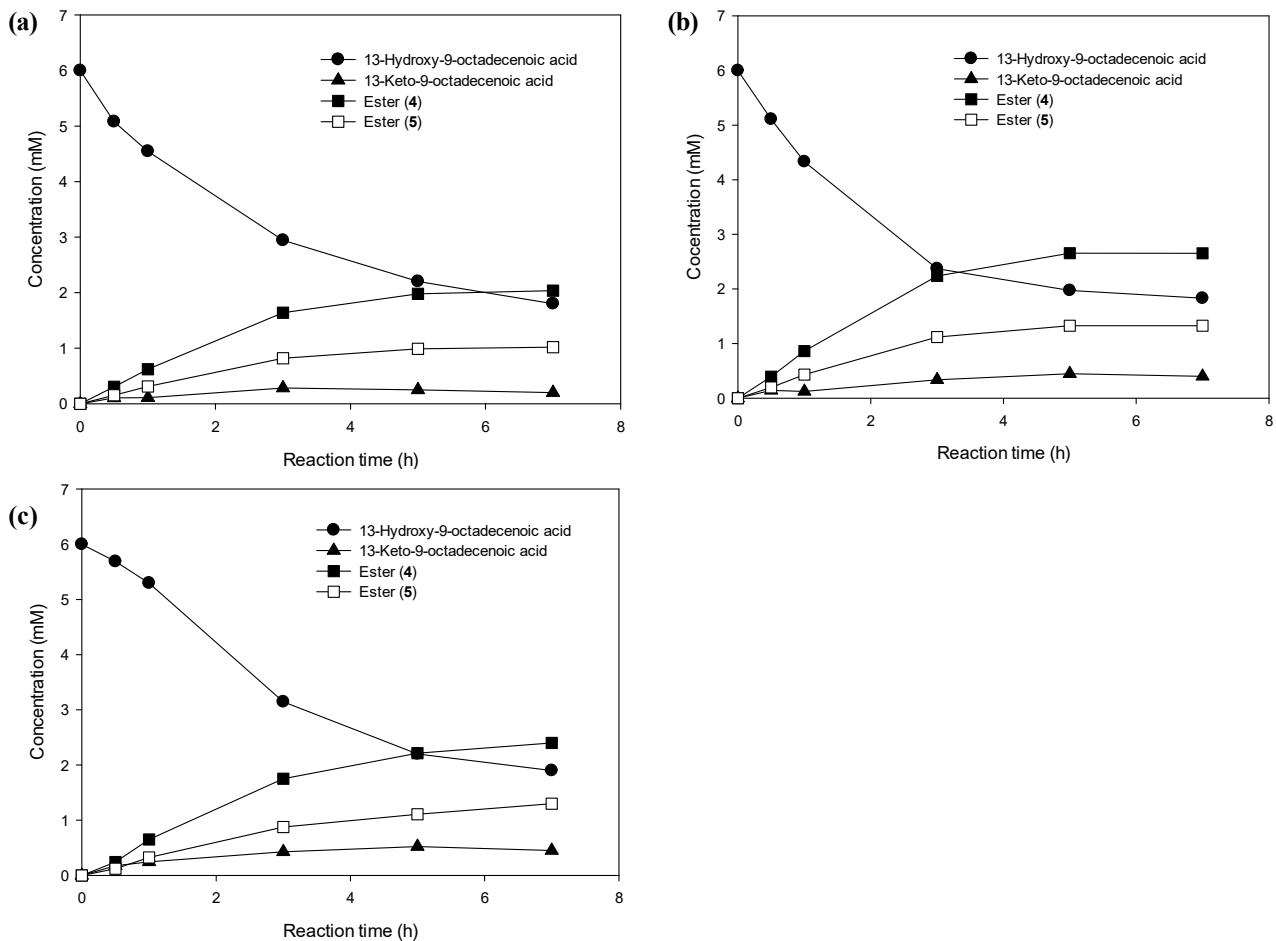 (a)
7
6
5
4
3
2
1
0
Concentration (mM)
13-Hydroxy-9-octadecenoic acid
13-Keto-9-octadecenoic acid
Ester (4)
Ester (5)
0 2 4 6 8
Reaction time (h)
(b)
7
6
5
4
3
2
1
0
Cocentration (mM)
13-Hydroxy-9-octadecenoic acid
13-Keto-9-octadecenoic acid
Ester (4)
Ester (5)
0 2 4 6 8
Reaction time (h)
(c)
7
6
5
4
3
2
1
0
Concentration (mM)
13-Hydroxy-9-octadecenoic acid
13-Keto-9-octadecenoic acid
Ester (4)
Ester (5)
0 2 4 6 8
Reaction time (h)